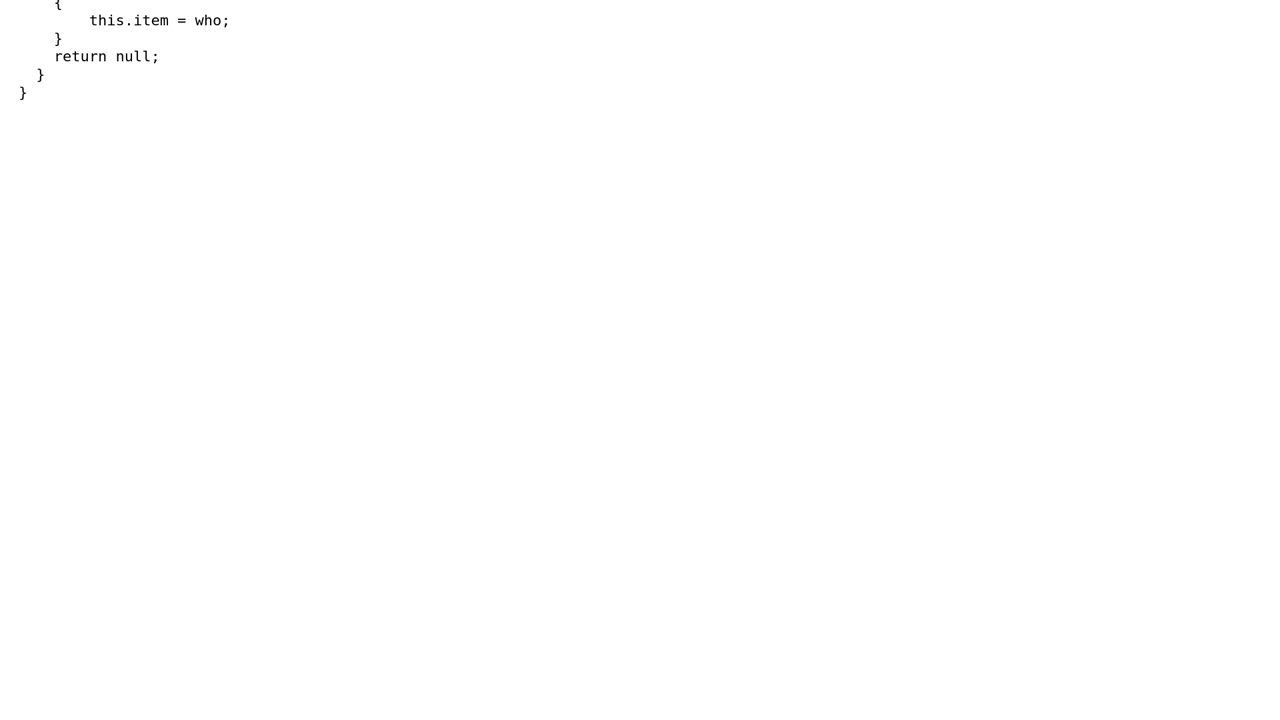 {
        this.item = who;
    }
    return null;
  }
}